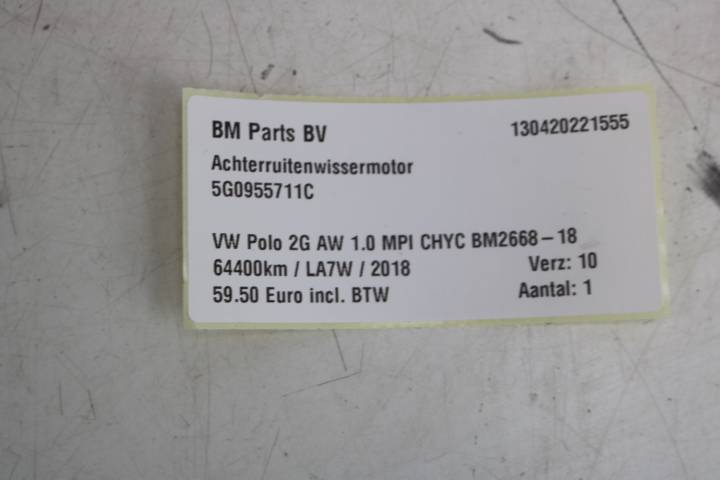 BM Parts BV 130420221555
Achterruitenwissermotor
5G0955711C
VW Polo 2G AW 1.0 MPI CHYC BM2668-18
64400km / LA7W / 2018 Verz: 10
59.50 Euro incl. BTW Aantal: 1